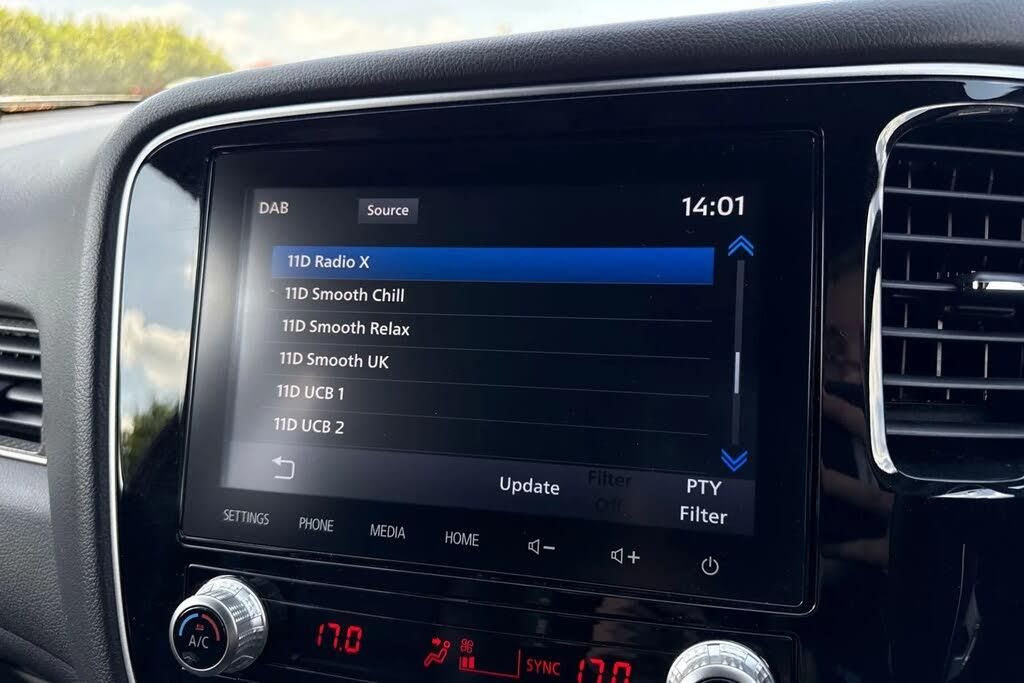 DAB Source 14:01
11D Radio X
11D Smooth Chill
11D Smooth Relax
11D Smooth UK
11D UCB 1
11D UCB 2
Update Filter Off PTY Filter
SETTINGS PHONE MEDIA HOME
A/C 17.0 SYNC 17.0